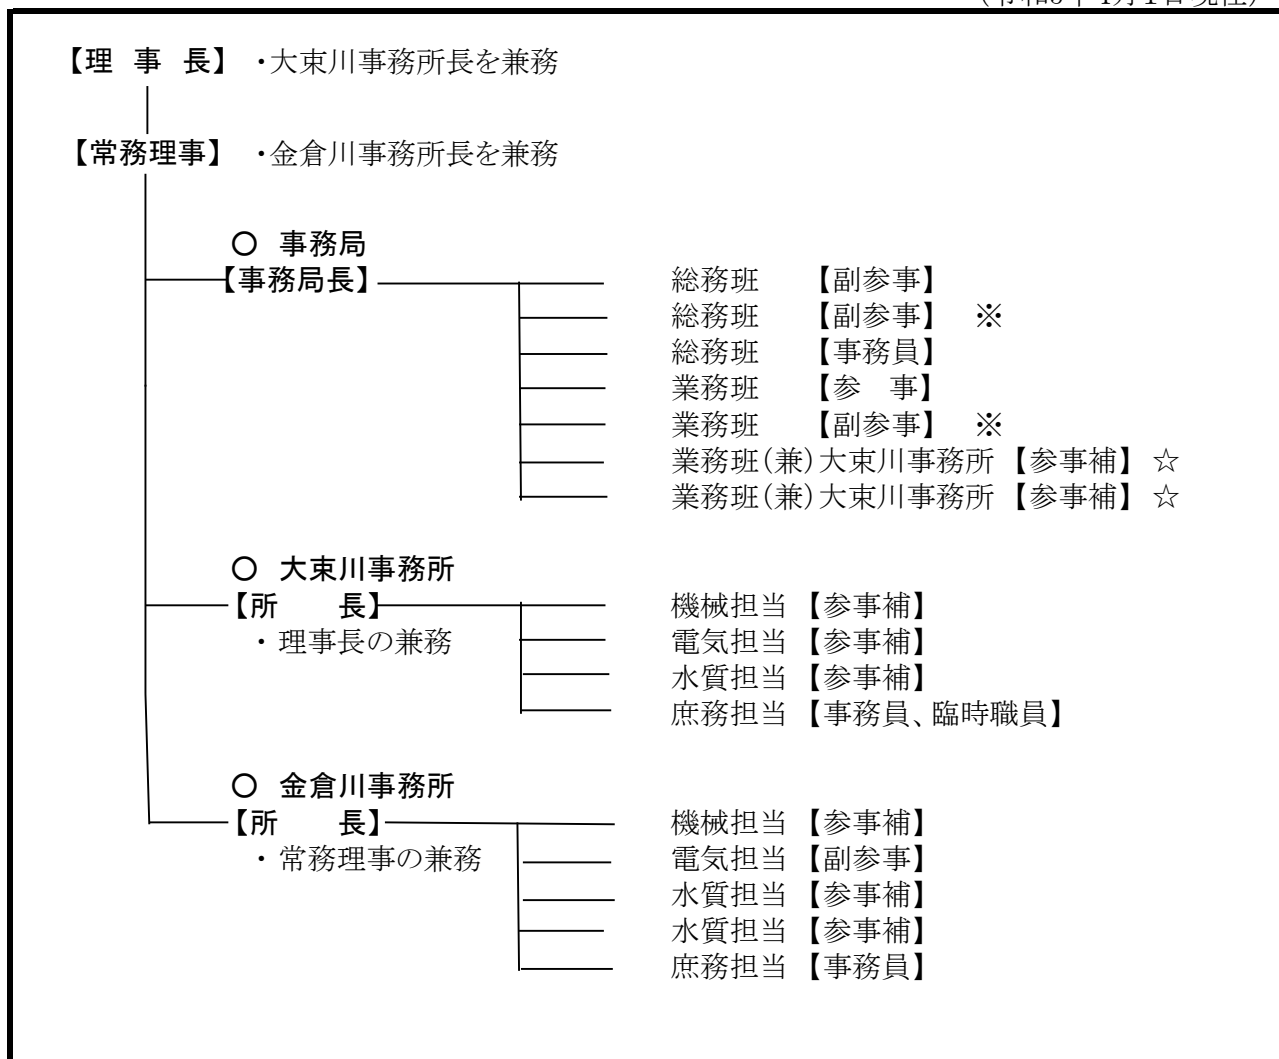 【理　事　長】　・大束川事務所長を兼務
【常務理事】　・金倉川事務所長を兼務
○　事務局
【事務局長】　総務班　【副参事】
総務班　【副参事】　※
総務班　【事務員】
業務班　【参　事】
業務班　【副参事】　※
業務班（兼）大束川事務所　【参事補】　☆
業務班（兼）大束川事務所　【参事補】　☆
○　大束川事務所
【所　　長】　機械担当　【参事補】
・理事長の兼務　電気担当　【参事補】
水質担当　【参事補】
庶務担当　【事務員、臨時職員】
○　金倉川事務所
【所　　長】　機械担当　【参事補】
・常務理事の兼務　電気担当　【副参事】
水質担当　【参事補】
水質担当　【参事補】
庶務担当　【事務員】